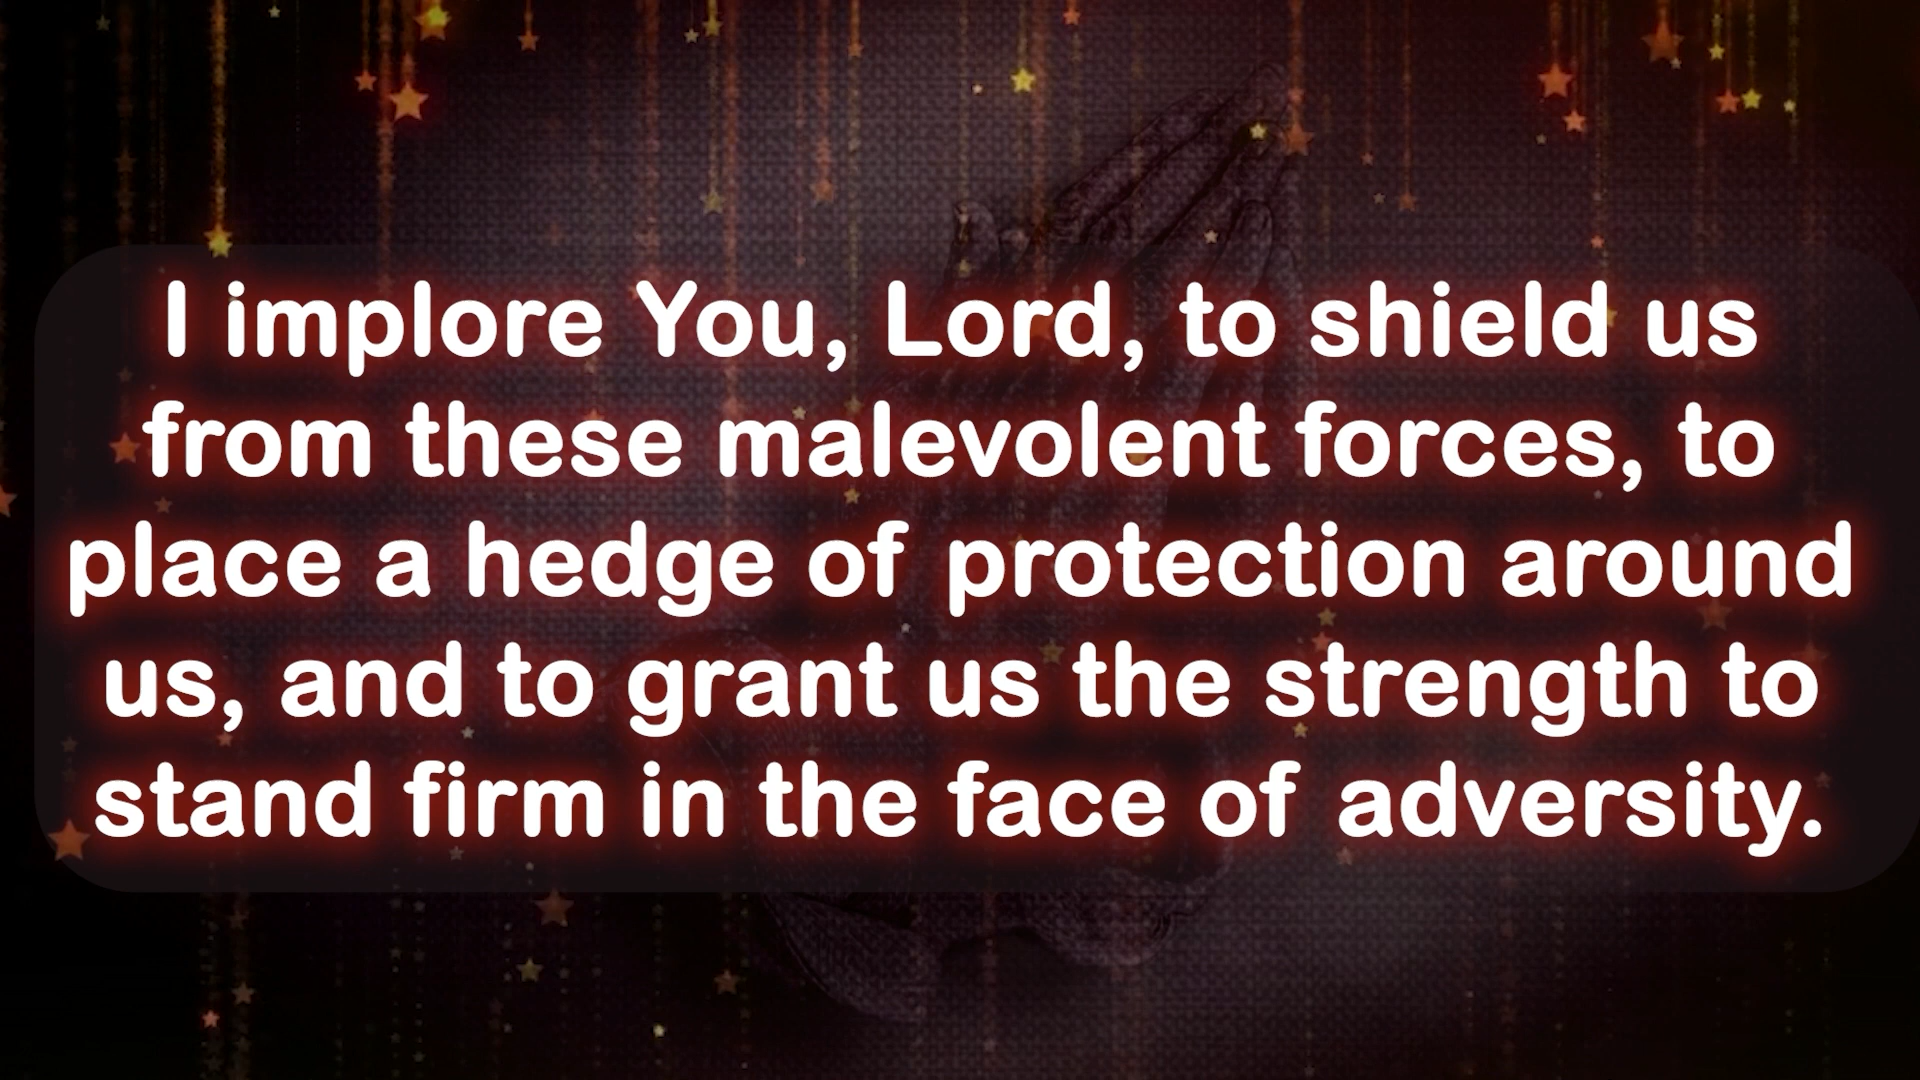 I implore You, Lord, to shield us
from these malevolent forces, to
place a hedge of protection around
us, and to grant us the strength to
stand firm in the face of adversity.